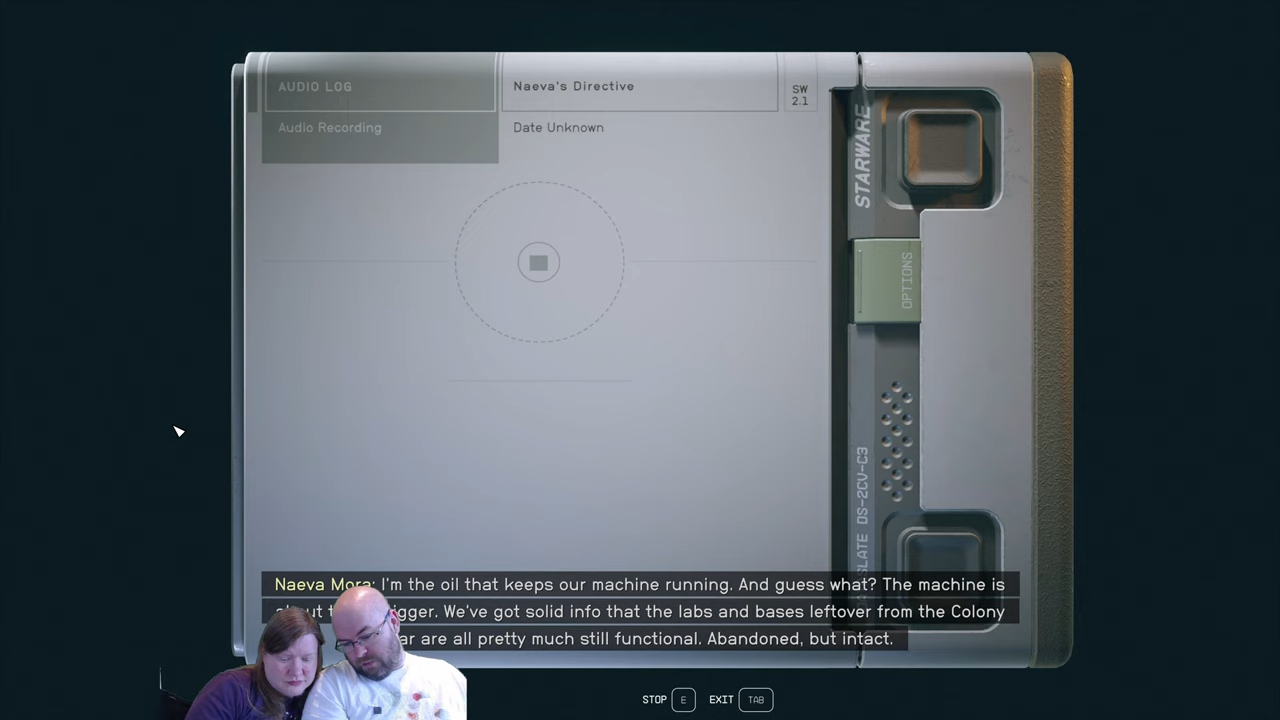 AUDIO LOG
Naeva's Directive
SW
2.1
Audio Recording
Date Unknown
STARWARE
OPTIONS
DS-2CV-C3
Naeva Mora: I'm the oil that keeps our machine running. And guess what? The machine is
We've got solid info that the labs and bases leftover from the Colony
are all pretty much still functional. Abandoned, but intact.
STOP E EXIT TAB